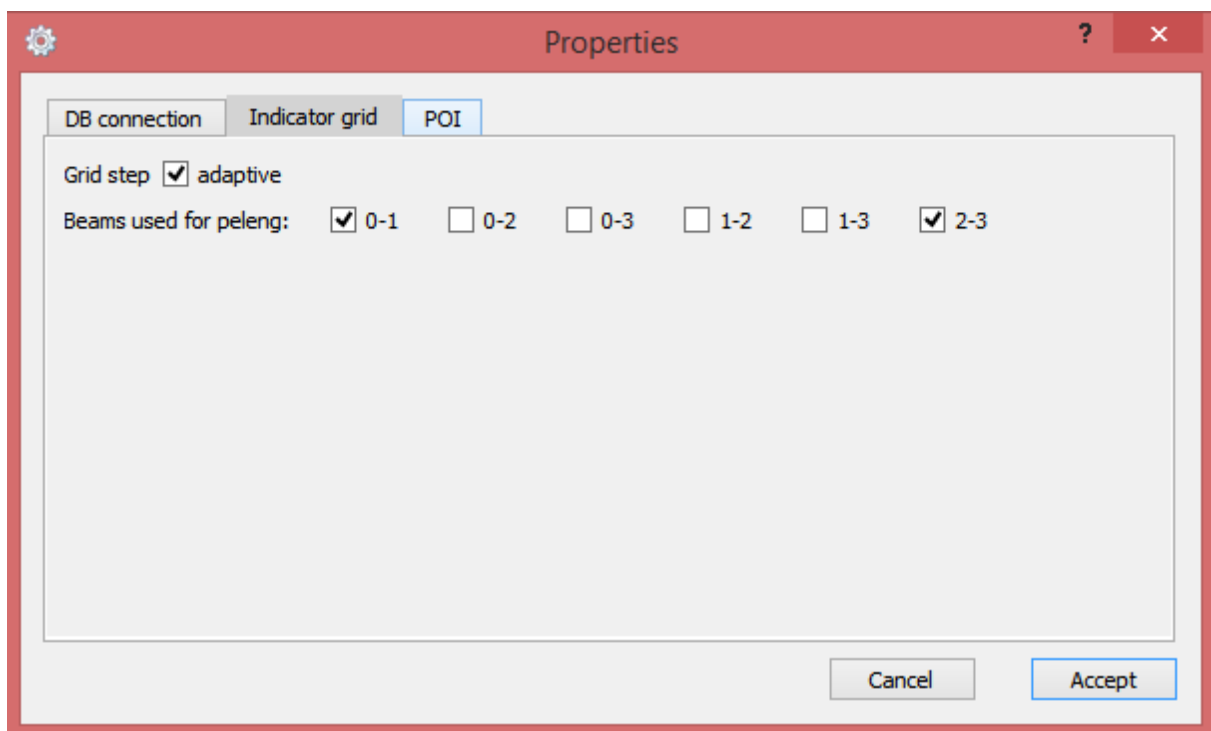 Properties ?
DB connection Indicator grid POI
Grid step adaptive
Beams used for peleng: 0-1 0-2 0-3 1-2 1-3 2-3
Cancel Accept